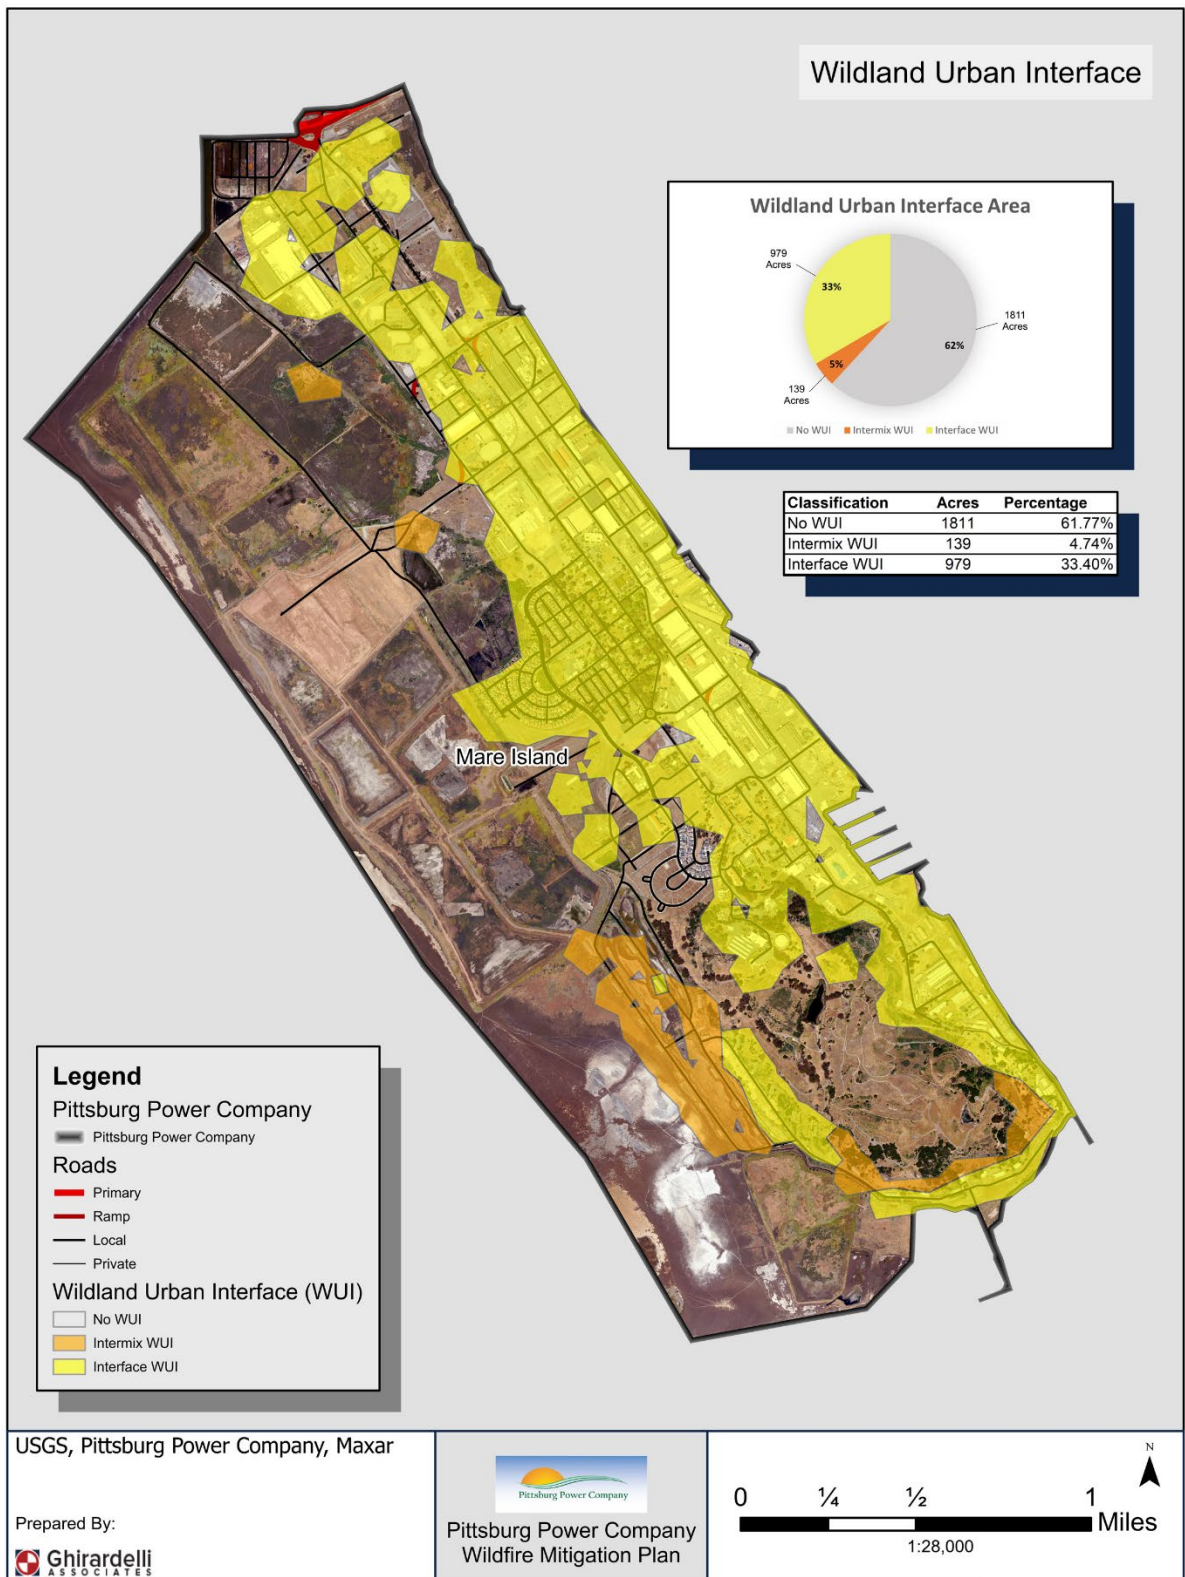 Wildland Urban Interface
Wildland Urban Interface Area
979
Acres
33%
1811
Acres
62%
5%
139
Acres
No WUI Intermix WUI Interface WUI
Classification Acres Percentage
No WUI 1811 61.77%
Intermix WUI 139 4.74%
Interface WUI 979 33.40%
Mare Island
Legend
Pittsburg Power Company
Pittsburg Power Company
Roads
Primary
Ramp
Local
Private
Wildland Urban Interface (WUI)
No WUI
Intermix WUI
Interface WUI
USGS, Pittsburg Power Company, Maxar
Prepared By:
Ghirardelli
ASSOCIATES
Pittsburg Power Company
Pittsburg Power Company
Wildfire Mitigation Plan
N
0 ¼ ½ 1
Miles
1:28,000